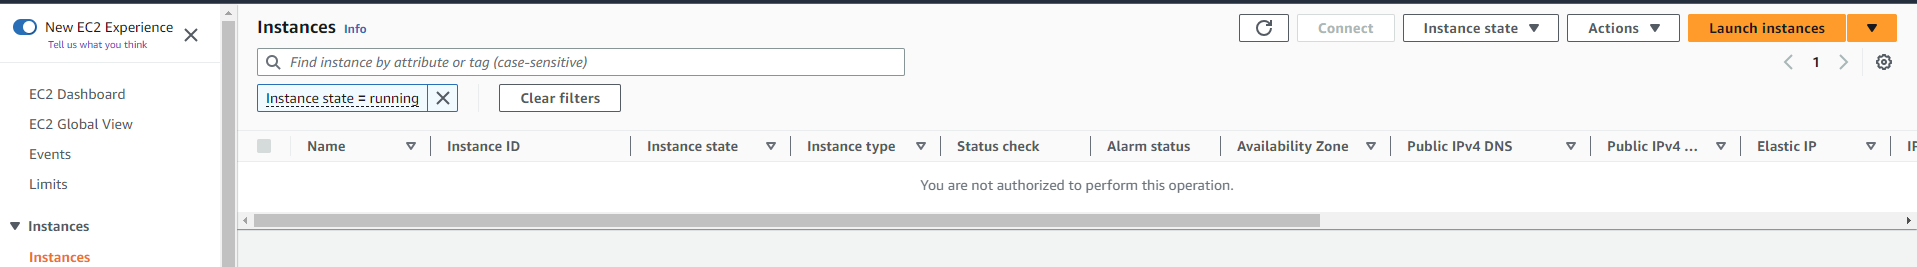 New EC2 Experience
Tell us what you think
EC2 Dashboard
EC2 Global View
Events
Limits
Instances
Instances
Instances Info
Connect
Instance state
Actions
Launch instances
Find instance by attribute or tag (case-sensitive)
1
Instance state = running
Clear filters
Name Instance ID Instance state Instance type Status check Alarm status Availability Zone Public IPv4 DNS Public IPv4 ... Elastic IP IP
You are not authorized to perform this operation.